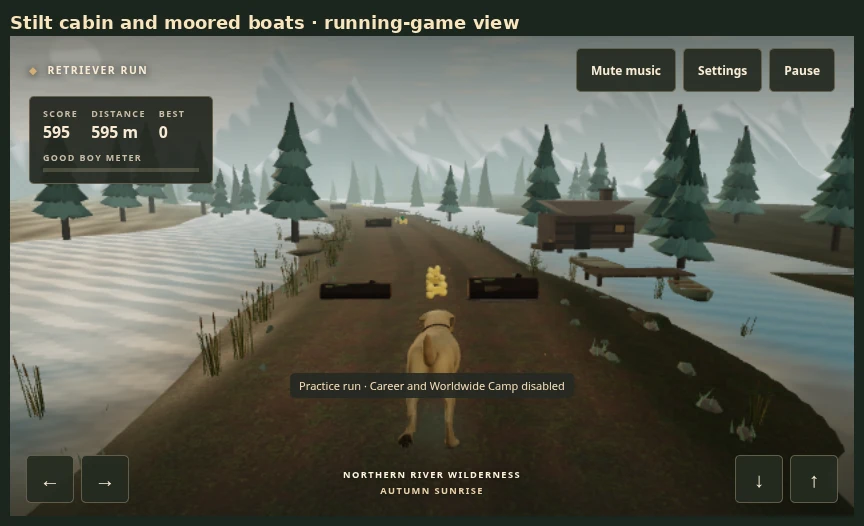 Stilt cabin and moored boats · running-game view
◆ RETRIEVER RUN
Mute music
Settings
Pause
SCORE DISTANCE BEST
595 595 m 0
GOOD BOY METER
Practice run · Career and Worldwide Camp disabled
← →
NORTHERN RIVER WILDERNESS
AUTUMN SUNRISE
↓ ↑